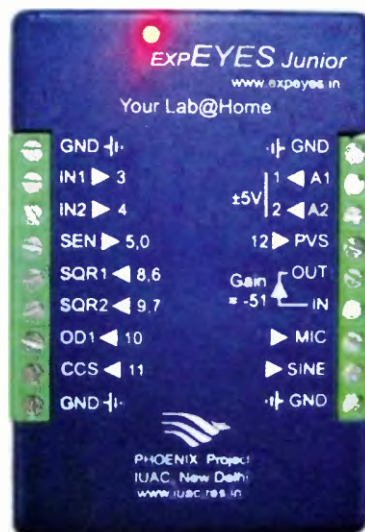 EXPEYES Junior
www.expeyes.in
Your Lab@Home
GND GND
IN1 3 1 A1
±5V
IN2 4 2 A2
SEN 5,0 12 PVS
SQR1 8,6 OUT
Gain = -51
SQR2 9,7 IN
OD1 10 MIC
CCS 11 SINE
GND GND
PHOENIX Project
IUAC, New Delhi
www.iuac.res.in